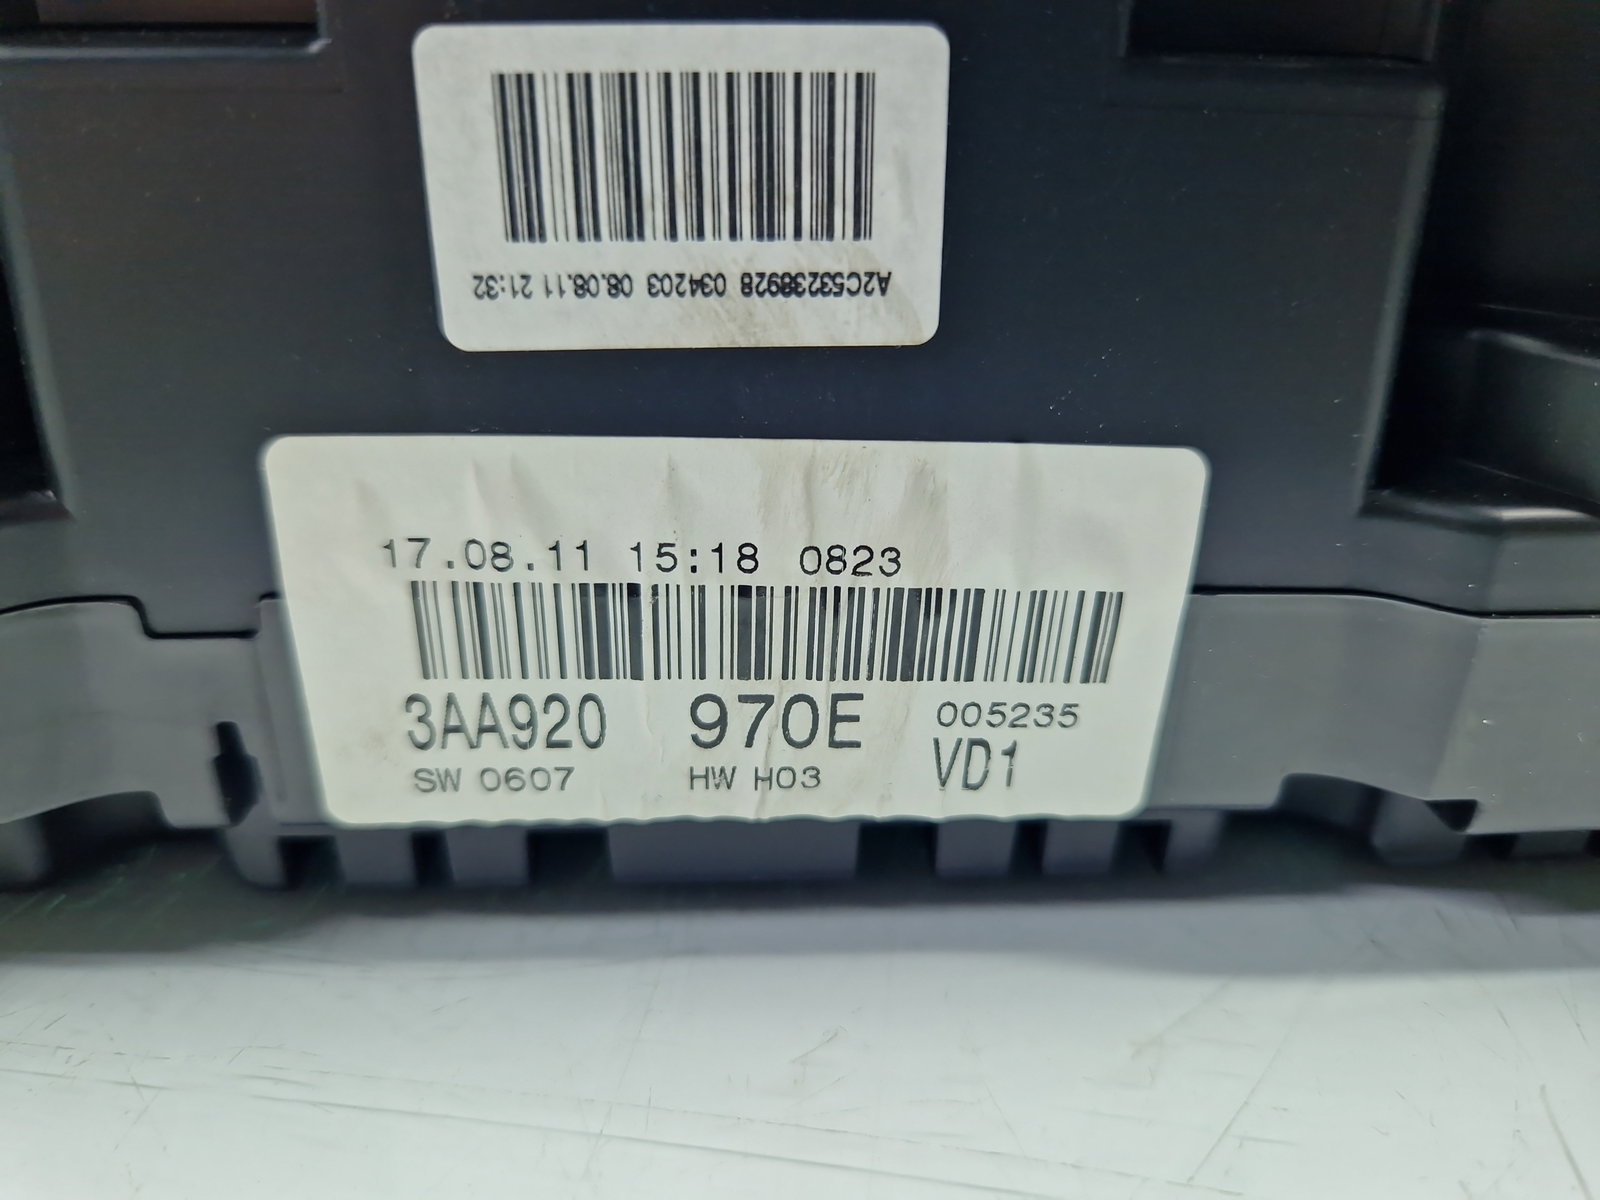 A2C53238928 034203 08.08.11 21:32
17.08.11 15:18 0823
3AA920 970E 005235
SW 0607 HW H03 VD1